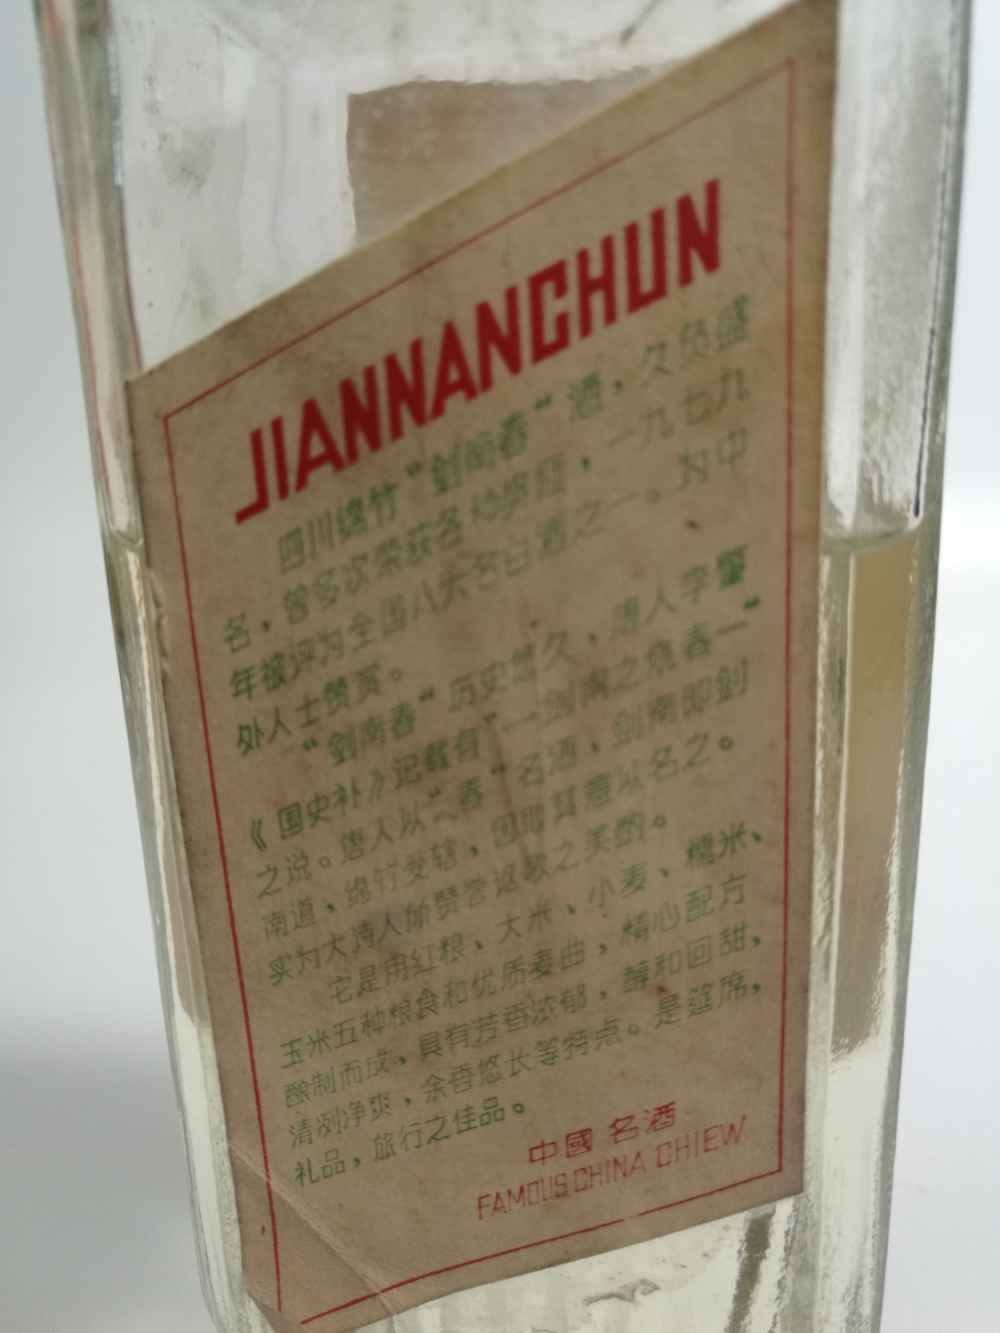 JIANNANCHUN
四川绵竹“剑南春”酒，久负盛
名，曾多次荣获各种奖旺，一九七九
年被评为全国八大名白酒之一。为中
外人士赞赏。
“剑南春”历史悠久，唐人李肇
《国史补》记载有“—剑南之烧春—”
之说。唐人以“春”名酒，剑南即剑
南道、绵竹受辖，因取其意以名之。
实为大诗人所赞誉讴歌之美酌。
它是用红粮、大米、小麦、糯米、
玉米五种粮食和优质麦曲，精心配方
酿制而成，具有芳香浓郁，醇和回甜，
清冽净爽，余香悠长等特点。是筵席，
礼品，旅行之佳品。
中國名酒
FAMOUS CHINA CHIEW